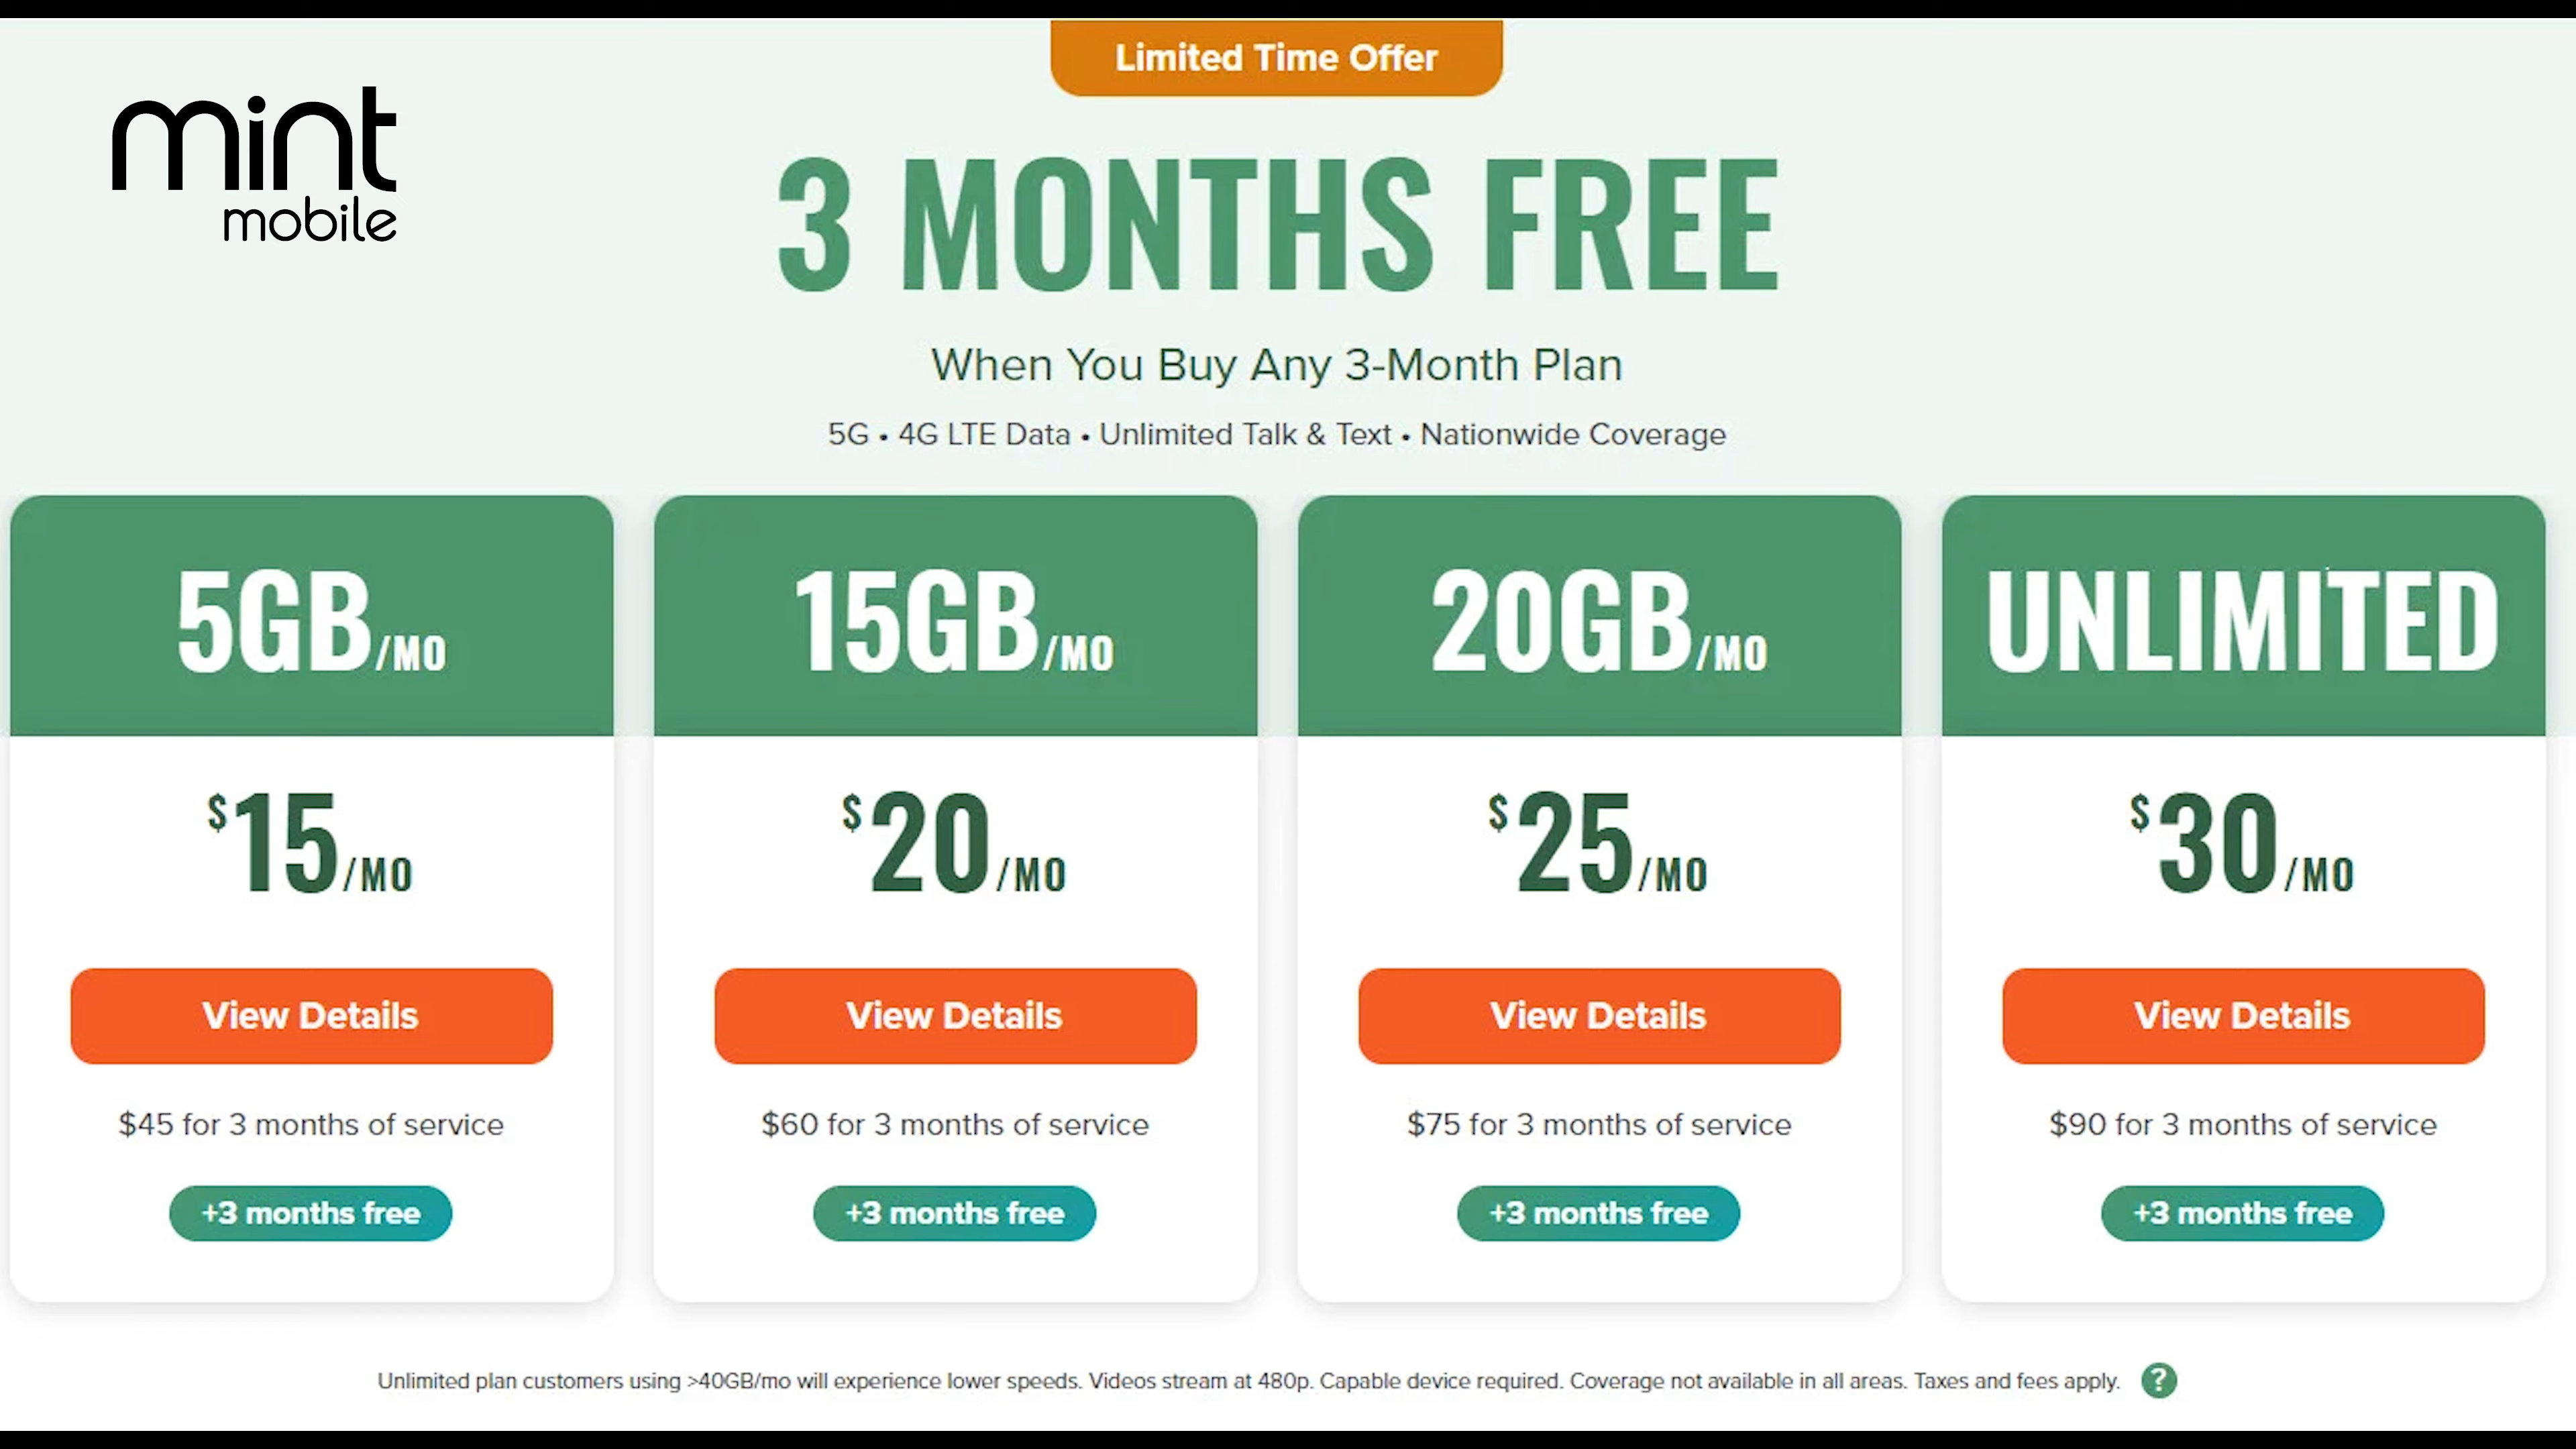 mint
mobile
Limited Time Offer
3 MONTHS FREE
When You Buy Any 3-Month Plan
5G • 4G LTE Data • Unlimited Talk & Text • Nationwide Coverage
5GB/MO
$15/MO
View Details
$45 for 3 months of service
+3 months free
15GB/MO
$20/MO
View Details
$60 for 3 months of service
+3 months free
20GB/MO
$25/MO
View Details
$75 for 3 months of service
+3 months free
UNLIMITED
$30/MO
View Details
$90 for 3 months of service
+3 months free
Unlimited plan customers using >40GB/mo will experience lower speeds. Videos stream at 480p. Capable device required. Coverage not available in all areas. Taxes and fees apply. ?